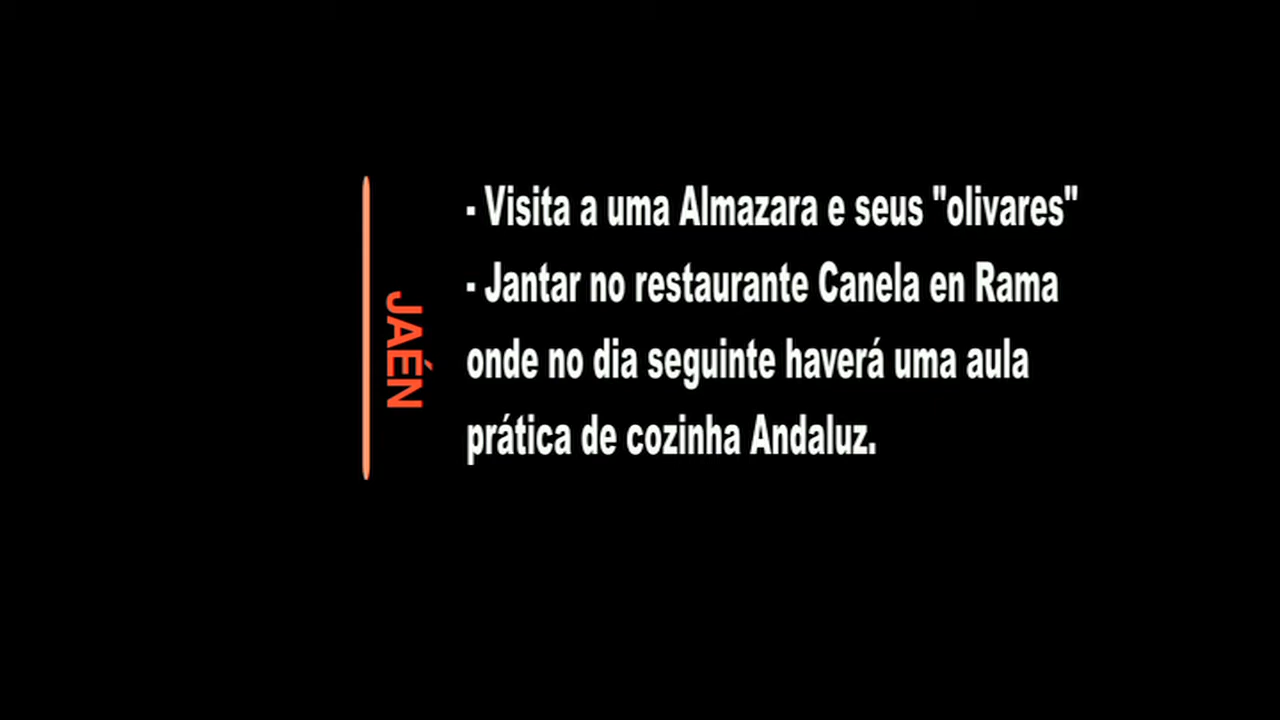 JAÉN
- Visita a uma Almazara e seus "olivares"
- Jantar no restaurante Canela en Rama
onde no dia seguinte haverá uma aula
prática de cozinha Andaluz.